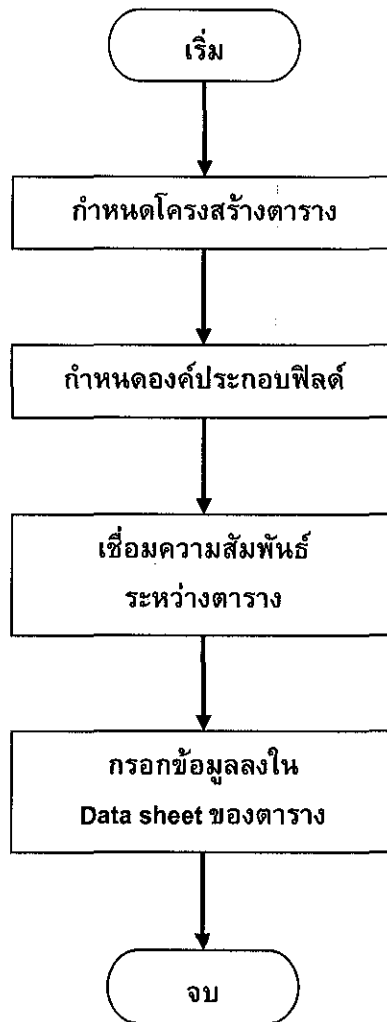 เริ่ม
กำหนดโครงสร้างตาราง
กำหนดองค์ประกอบฟิลด์
เชื่อมความสัมพันธ์
ระหว่างตาราง
กรอกข้อมูลลงใน
Data sheet ของตาราง
จบ